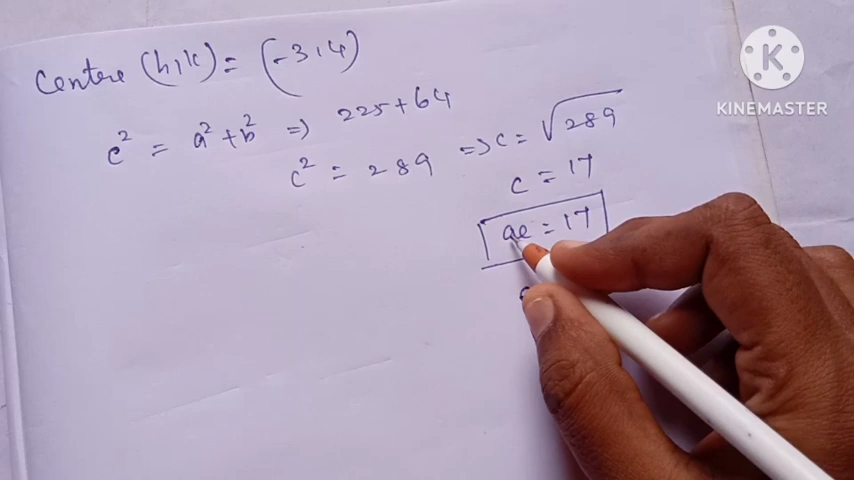 Centre (h,k) = (-3,4)
c² = a² + b² => 225+64
c² = 289 => c = √289
c = 17
ae = 17
K
KINEMASTER